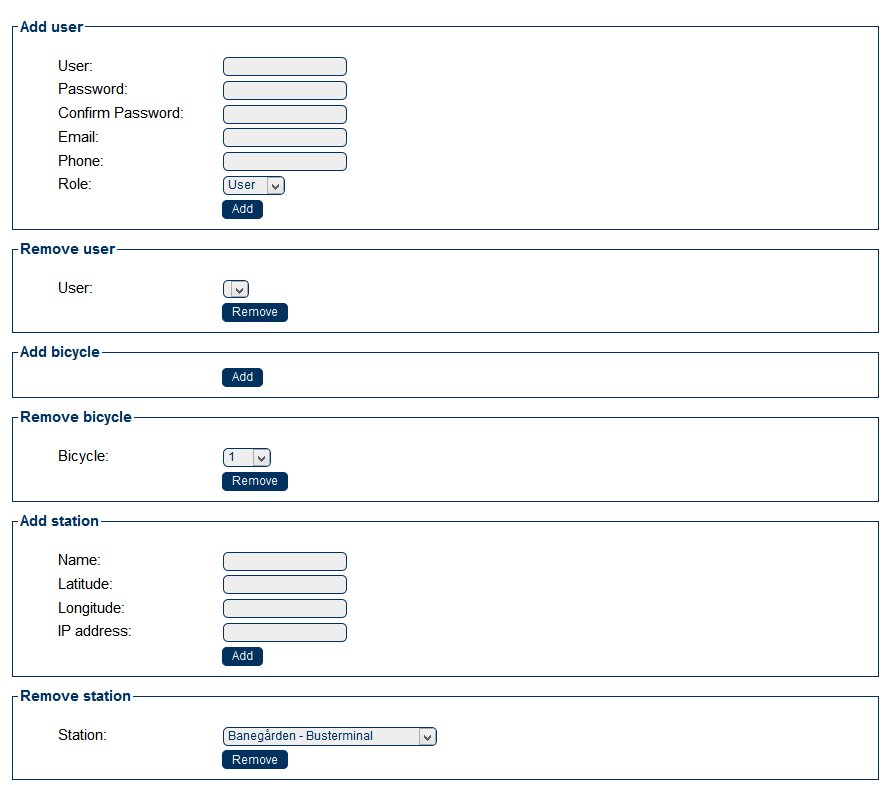 Add user
User:
Password:
Confirm Password:
Email:
Phone:
Role: User
Add
Remove user
User:
Remove
Add bicycle
Add
Remove bicycle
Bicycle: 1
Remove
Add station
Name:
Latitude:
Longitude:
IP address:
Add
Remove station
Station: Banegården - Busterminal
Remove